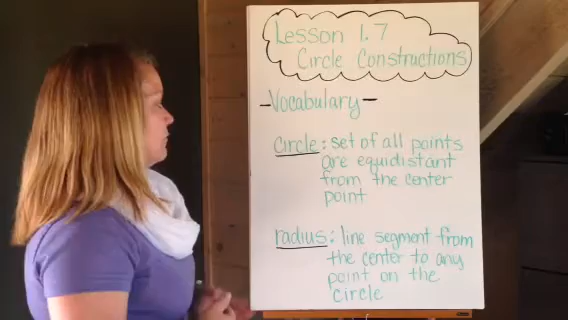 Lesson 1.7
Circle Constructions
-Vocabulary-
circle: set of all points
are equidistant
from the center
point
radius: line segment from
the center to any
point on the
circle